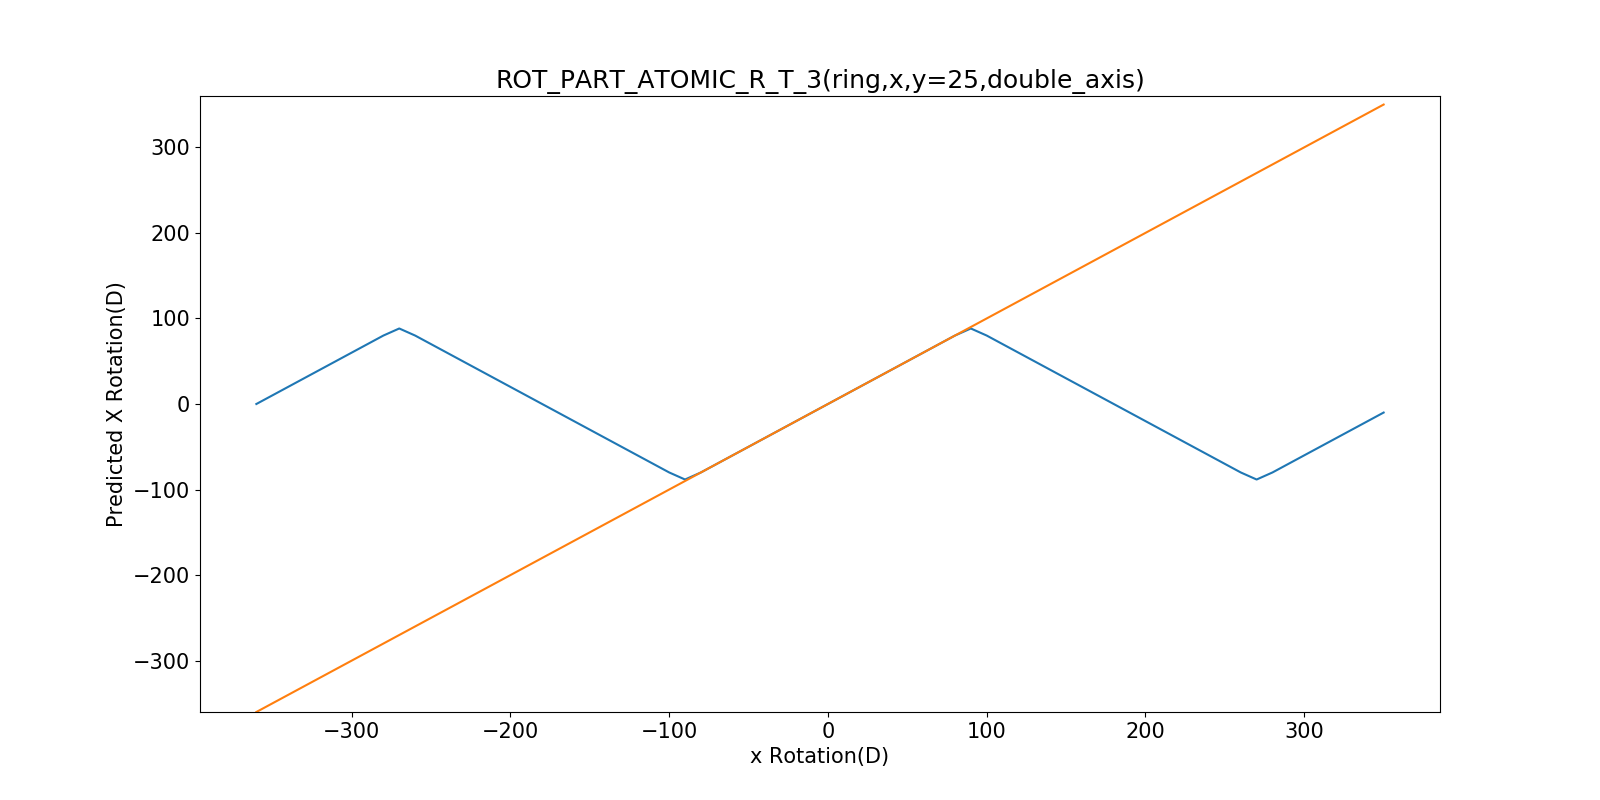 ROT_PART_ATOMIC_R_T_3(ring,x,y=25,double_axis)
300
200
100
0
−100
−200
−300
Predicted X Rotation(D)
−300 −200 −100 0 100 200 300
x Rotation(D)